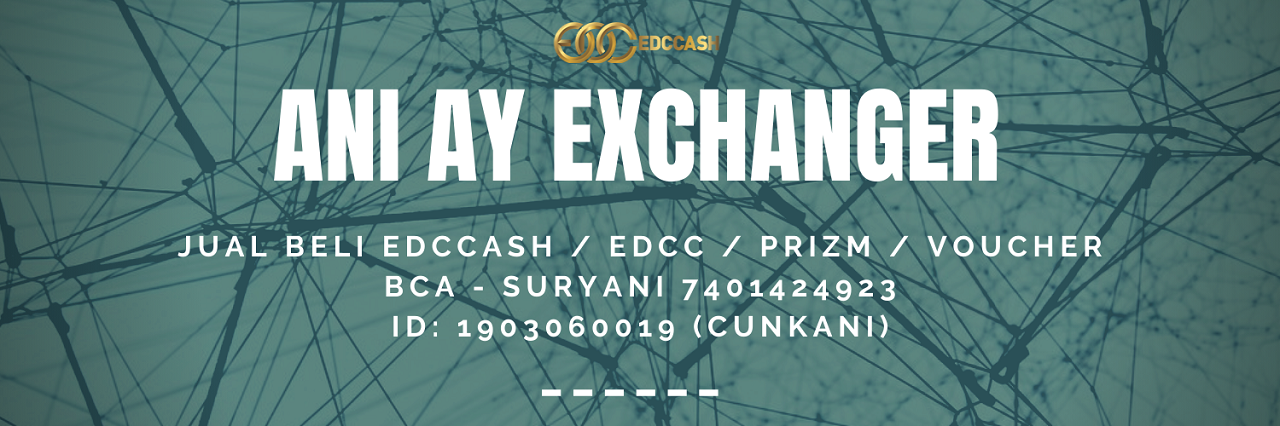 EDCCASH
ANI AY EXCHANGER
JUAL BELI EDCCASH / EDCC / PRIZM / VOUCHER
BCA - SURYANI 7401424923
ID: 1903060019 (CUNKANI)